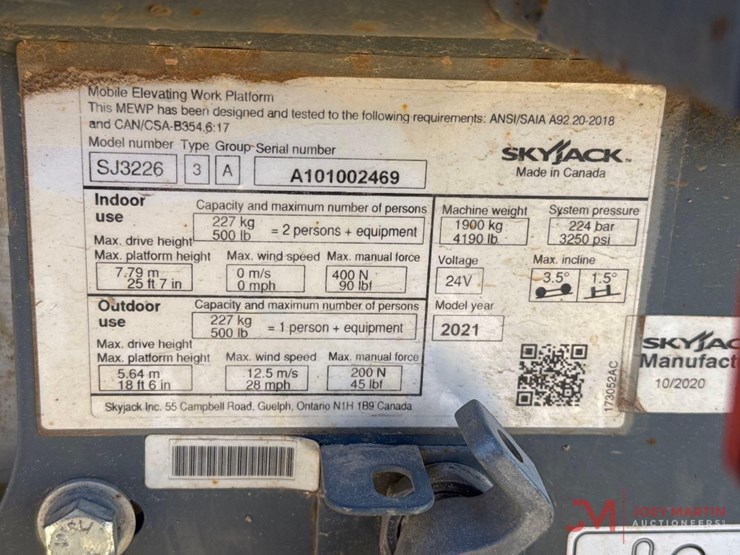 Mobile Elevating Work Platform
This MEWP has been designed and tested to the following requirements: ANSI/SAIA A92.20-2018
and CAN/CSA-B354.6:17
Model number Type Group Serial number
SJ3226 3 A A101002469
SKYJACK
Made in Canada
Indoor use
Capacity and maximum number of persons
227 kg
500 lb = 2 persons + equipment
Max. drive height
Max. platform height Max. wind speed Max. manual force
7.79 m 0 m/s 400 N
25 ft 7 in 0 mph 90 lbf
Machine weight System pressure
1900 kg 224 bar
4190 lb 3250 psi
Voltage Max. incline
24V 3.5° 1.5°
Model year
2021
Outdoor use
Capacity and maximum number of persons
227 kg
500 lb = 1 person + equipment
Max. drive height
Max. platform height Max. wind speed Max. manual force
5.64 m 12.5 m/s 200 N
18 ft 6 in 28 mph 45 lbf
173052AC
Skyjack Inc. 55 Campbell Road, Guelph, Ontario N1H 1B9 Canada
SKYJAC
Manufact
10/2020
JM JOEY MARTIN
AUCTIONEERS